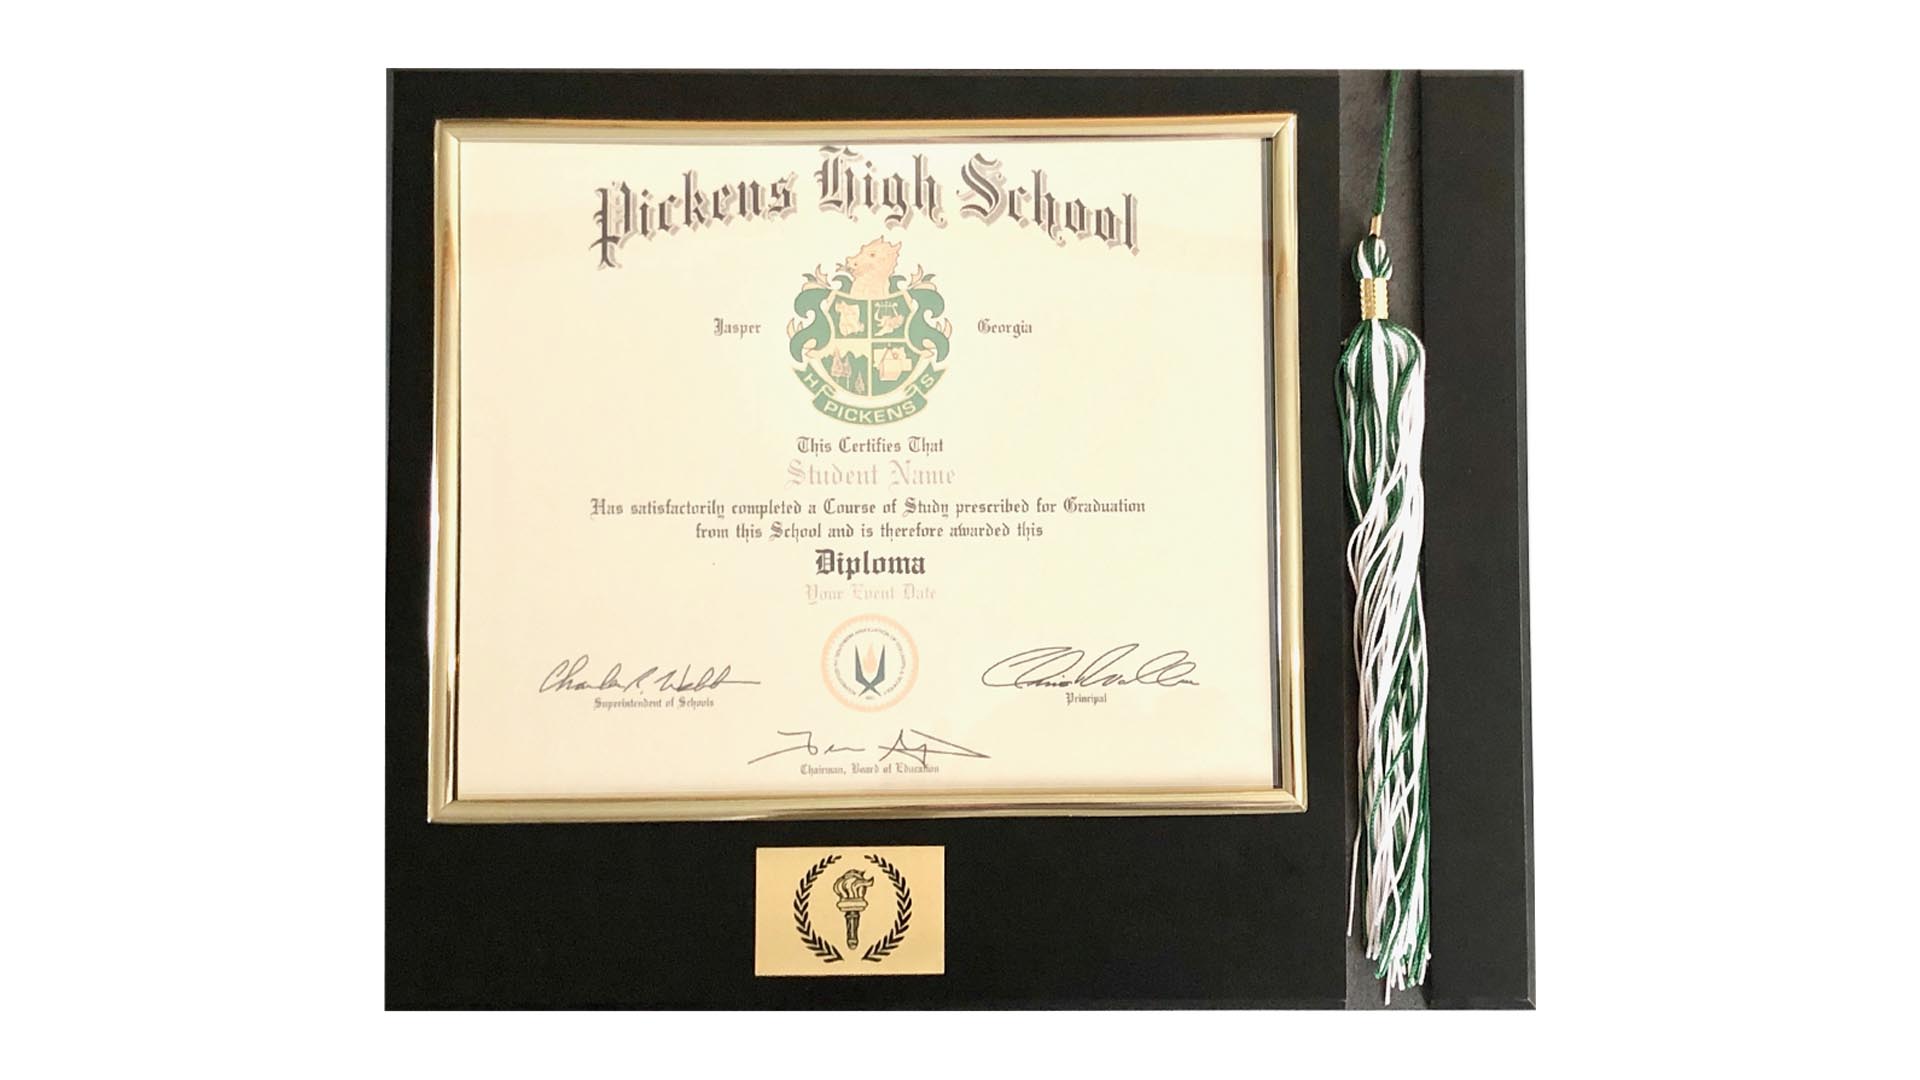 Pickens High School
Jasper
Georgia
H S
PICKENS
This Certifies That
Student Name
Has satisfactorily completed a Course of Study prescribed for Graduation
from this School and is therefore awarded this
Diploma
Your Event Date
Superintendent of Schools
Principal
Chairman, Board of Education